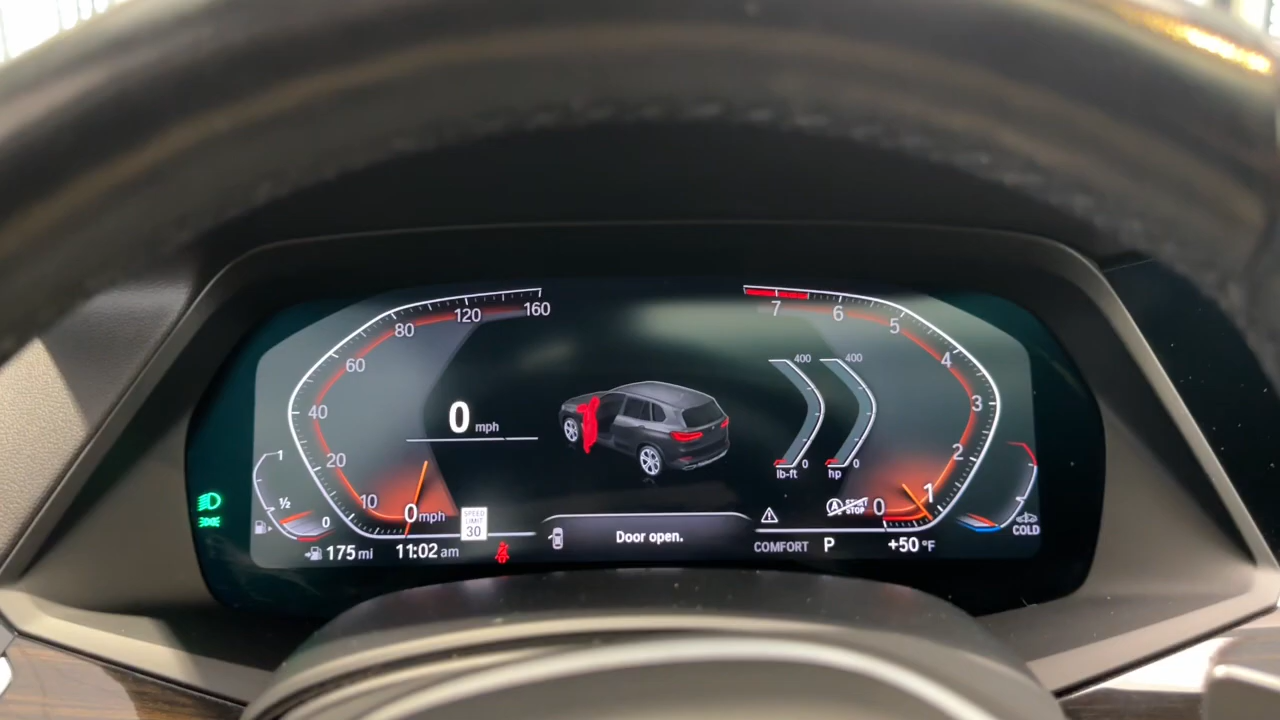 160
120
80
60
40
20
10
0 mph
0 mph
SPEED
LIMIT
30
1
½
0
175 mi
11:02 am
Door open.
7
6
5
4
3
2
1
0
400
0
lb-ft
400
0
hp
A START
STOP
COMFORT
P
+50 °F
COLD